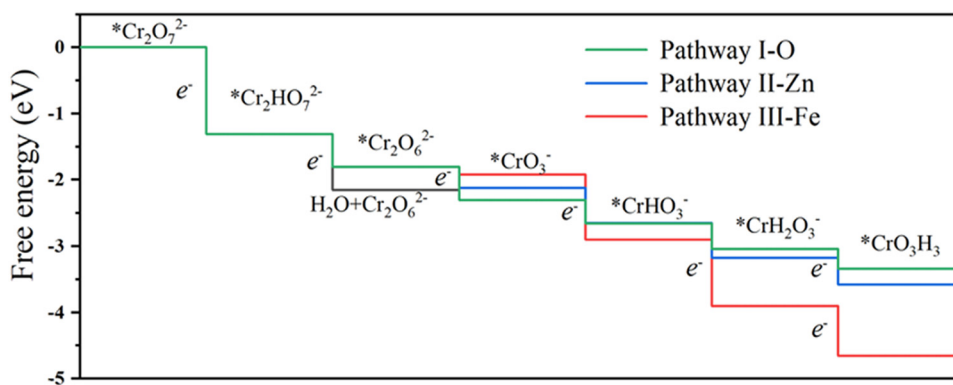 *Cr₂O₇²⁻
Pathway I-O
Pathway II-Zn
Pathway III-Fe
e⁻
*Cr₂HO₇²⁻
e⁻
*Cr₂O₆²⁻
e⁻
*CrO₃⁻
H₂O+Cr₂O₆²⁻
e⁻
*CrHO₃⁻
e⁻
*CrH₂O₃⁻
e⁻
e⁻
*CrO₃H₃
Free energy (eV)
0
-1
-2
-3
-4
-5